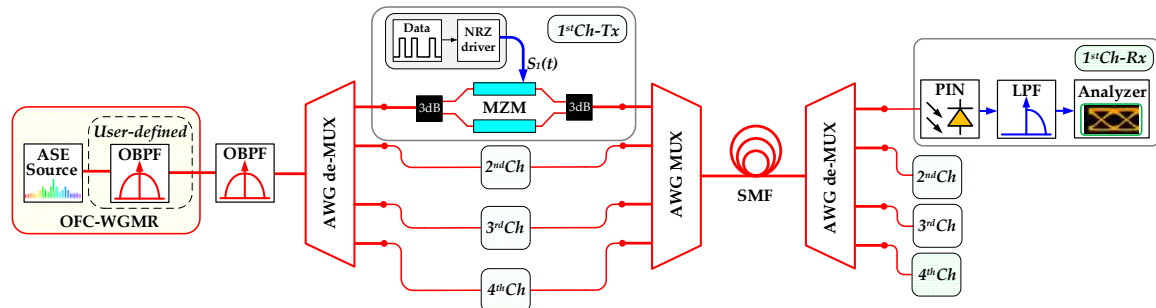 ASE
Source
User-defined
OBPF
OFC-WGMR
OBPF
AWG de-MUX
Data
NRZ
driver
S1(t)
1stCh-Tx
3dB
MZM
3dB
2ndCh
3rdCh
4thCh
AWG MUX
SMF
AWG de-MUX
1stCh-Rx
PIN
LPF
Analyzer
2ndCh
3rdCh
4thCh